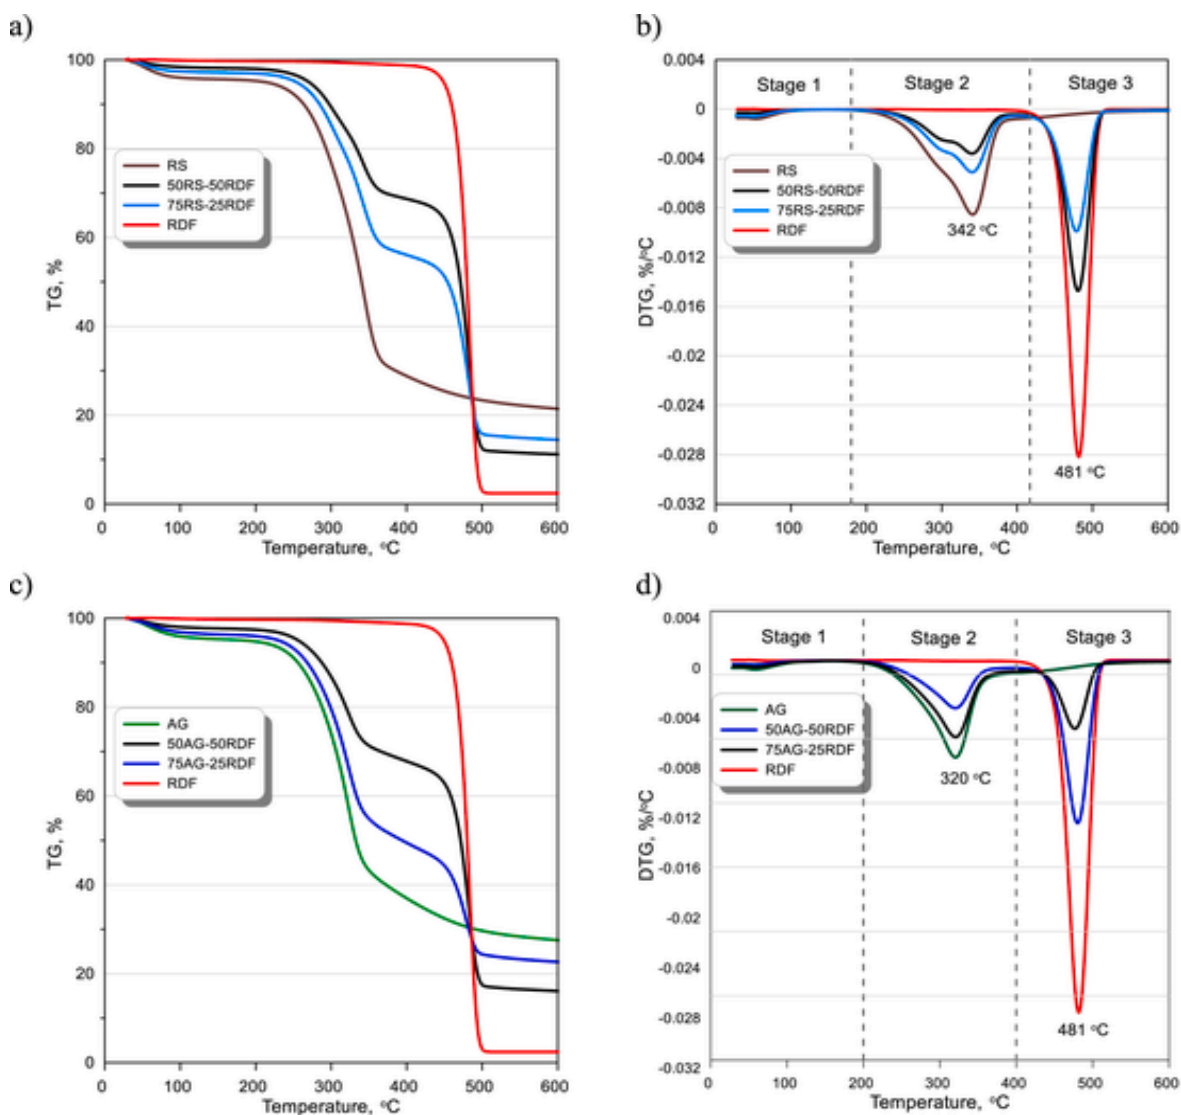 a)
100
80
60
40
20
0
TG, %
RS
50RS-50RDF
75RS-25RDF
RDF
0 100 200 300 400 500 600
Temperature, °C
b)
0.004
0
-0.004
-0.008
-0.012
-0.016
-0.02
-0.024
-0.028
-0.032
DTG, %/°C
Stage 1 Stage 2 Stage 3
RS
50RS-50RDF
75RS-25RDF
RDF
342 °C
481 °C
0 100 200 300 400 500 600
Temperature, °C
c)
100
80
60
40
20
0
TG, %
AG
50AG-50RDF
75AG-25RDF
RDF
0 100 200 300 400 500 600
Temperature, °C
d)
0.004
0
-0.004
-0.008
-0.012
-0.016
-0.02
-0.024
-0.028
-0.032
DTG, %/°C
Stage 1 Stage 2 Stage 3
AG
50AG-50RDF
75AG-25RDF
RDF
320 °C
481 °C
0 100 200 300 400 500 600
Temperature, °C